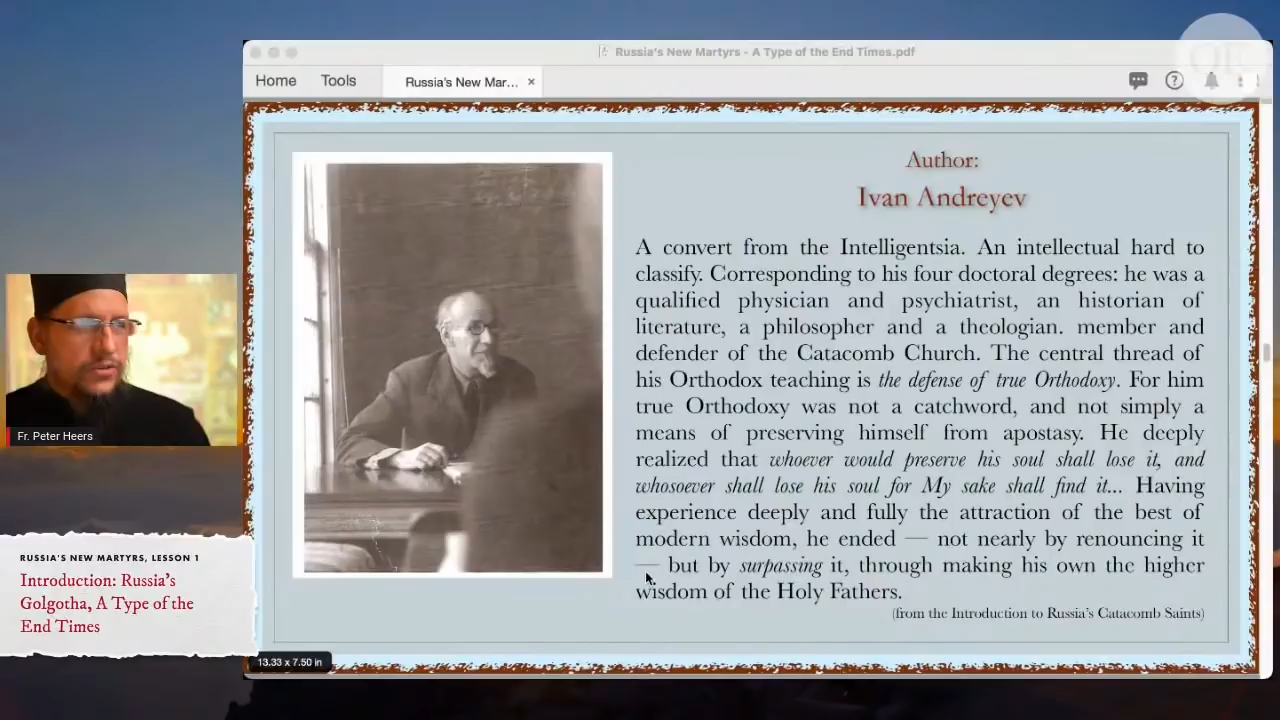 Russia's New Martyrs - A Type of the End Times.pdf
Home Tools Russia's New Mar... ×
Author:
Ivan Andreyev
A convert from the Intelligentsia. An intellectual hard to
classify. Corresponding to his four doctoral degrees: he was a
qualified physician and psychiatrist, an historian of
literature, a philosopher and a theologian. member and
defender of the Catacomb Church. The central thread of
his Orthodox teaching is the defense of true Orthodoxy. For him
true Orthodoxy was not a catchword, and not simply a
means of preserving himself from apostasy. He deeply
realized that whoever would preserve his soul shall lose it, and
whosoever shall lose his soul for My sake shall find it... Having
experience deeply and fully the attraction of the best of
modern wisdom, he ended — not nearly by renouncing it
— but by surpassing it, through making his own the higher
wisdom of the Holy Fathers.
(from the Introduction to Russia's Catacomb Saints)
13.33 x 7.50 in
Fr. Peter Heers
RUSSIA'S NEW MARTYRS, LESSON 1
Introduction: Russia's
Golgotha, A Type of the
End Times